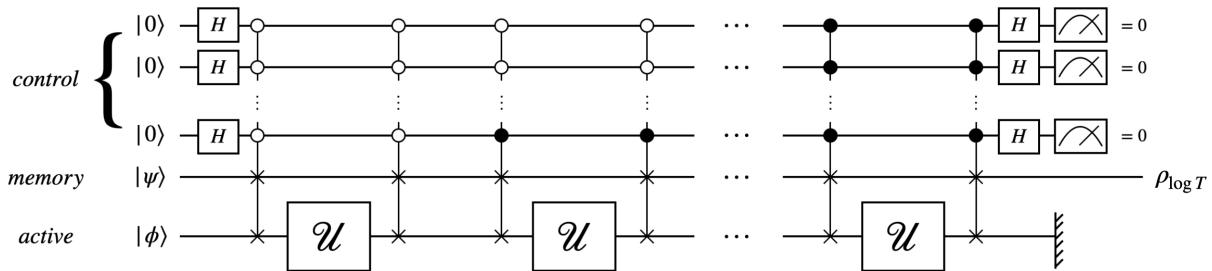 |0⟩ H ··· H = 0
|0⟩ H ··· H = 0
control
|0⟩ H ··· H = 0
memory |ψ⟩ ρ_{log T}
active |ϕ⟩ 𝒰 𝒰 ··· 𝒰